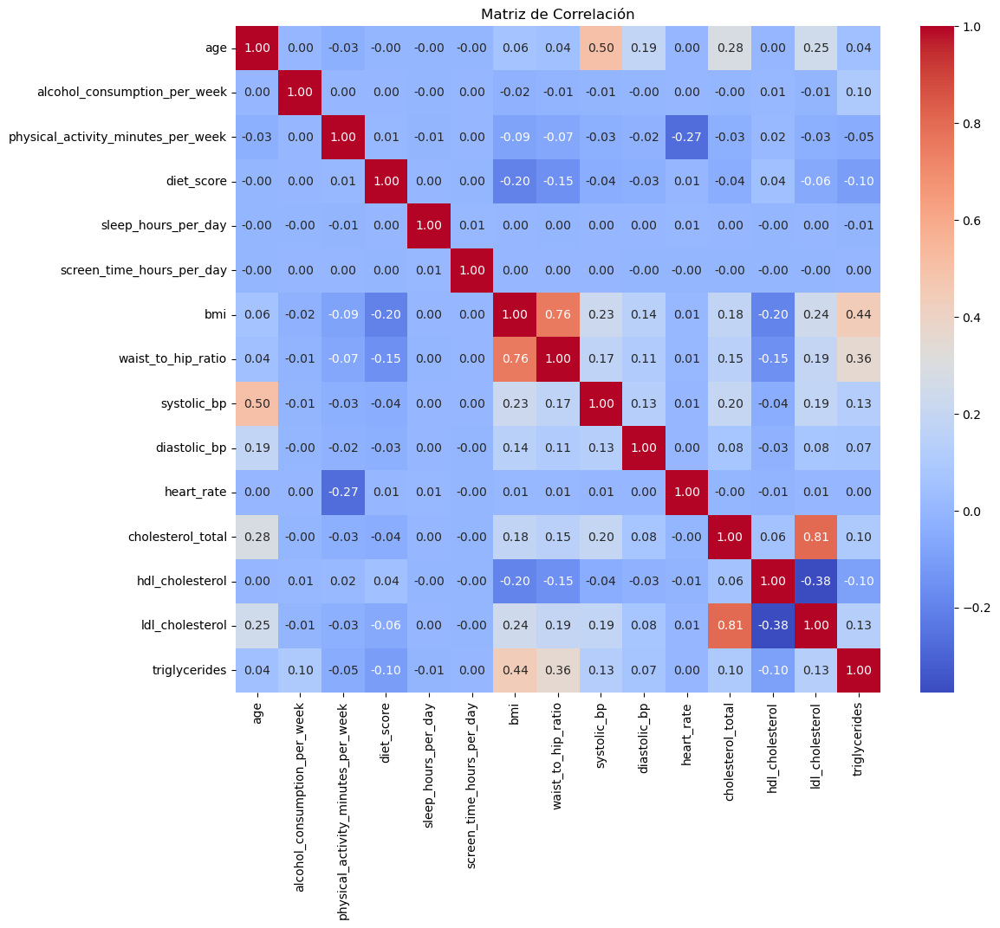 Matriz de Correlación
age 1.00 0.00 -0.03 -0.00 -0.00 -0.00 0.06 0.04 0.50 0.19 0.00 0.28 0.00 0.25 0.04
alcohol_consumption_per_week 0.00 1.00 0.00 0.00 -0.00 0.00 -0.02 -0.01 -0.01 -0.00 0.00 -0.00 0.01 -0.01 0.10
physical_activity_minutes_per_week -0.03 0.00 1.00 0.01 -0.01 0.00 -0.09 -0.07 -0.03 -0.02 -0.27 -0.03 0.02 -0.03 -0.05
diet_score -0.00 0.00 0.01 1.00 0.00 0.00 -0.20 -0.15 -0.04 -0.03 0.01 -0.04 0.04 -0.06 -0.10
sleep_hours_per_day -0.00 -0.00 -0.01 0.00 1.00 0.01 0.00 0.00 0.00 0.00 0.01 -0.00 -0.00 0.00 -0.01
screen_time_hours_per_day -0.00 0.00 0.00 0.00 0.01 1.00 0.00 0.00 0.00 -0.00 -0.00 -0.00 -0.00 -0.00 0.00
bmi 0.06 -0.02 -0.09 -0.20 0.00 0.00 1.00 0.76 0.23 0.14 0.01 0.18 -0.20 0.24 0.44
waist_to_hip_ratio 0.04 -0.01 -0.07 -0.15 0.00 0.00 0.76 1.00 0.17 0.11 0.01 0.15 -0.15 0.19 0.36
systolic_bp 0.50 -0.01 -0.03 -0.04 0.00 0.00 0.23 0.17 1.00 0.13 0.01 0.20 -0.04 0.19 0.13
diastolic_bp 0.19 -0.00 -0.02 -0.03 0.00 -0.00 0.14 0.11 0.13 1.00 0.00 0.08 -0.03 0.08 0.07
heart_rate 0.00 0.00 -0.27 0.01 0.01 -0.00 0.01 0.01 0.01 0.00 1.00 -0.00 -0.01 0.01 0.00
cholesterol_total 0.28 -0.00 -0.03 -0.04 -0.00 -0.00 0.18 0.15 0.20 0.08 -0.00 1.00 0.06 0.81 0.10
hdl_cholesterol 0.00 0.01 0.02 0.04 -0.00 -0.00 -0.20 -0.15 -0.04 -0.03 -0.01 0.06 1.00 -0.38 -0.10
ldl_cholesterol 0.25 -0.01 -0.03 -0.06 0.00 -0.00 0.24 0.19 0.19 0.08 0.01 0.81 -0.38 1.00 0.13
triglycerides 0.04 0.10 -0.05 -0.10 -0.01 0.00 0.44 0.36 0.13 0.07 0.00 0.10 -0.10 0.13 1.00
age
alcohol_consumption_per_week
physical_activity_minutes_per_week
diet_score
sleep_hours_per_day
screen_time_hours_per_day
bmi
waist_to_hip_ratio
systolic_bp
diastolic_bp
heart_rate
cholesterol_total
hdl_cholesterol
ldl_cholesterol
triglycerides
1.0
0.8
0.6
0.4
0.2
0.0
−0.2